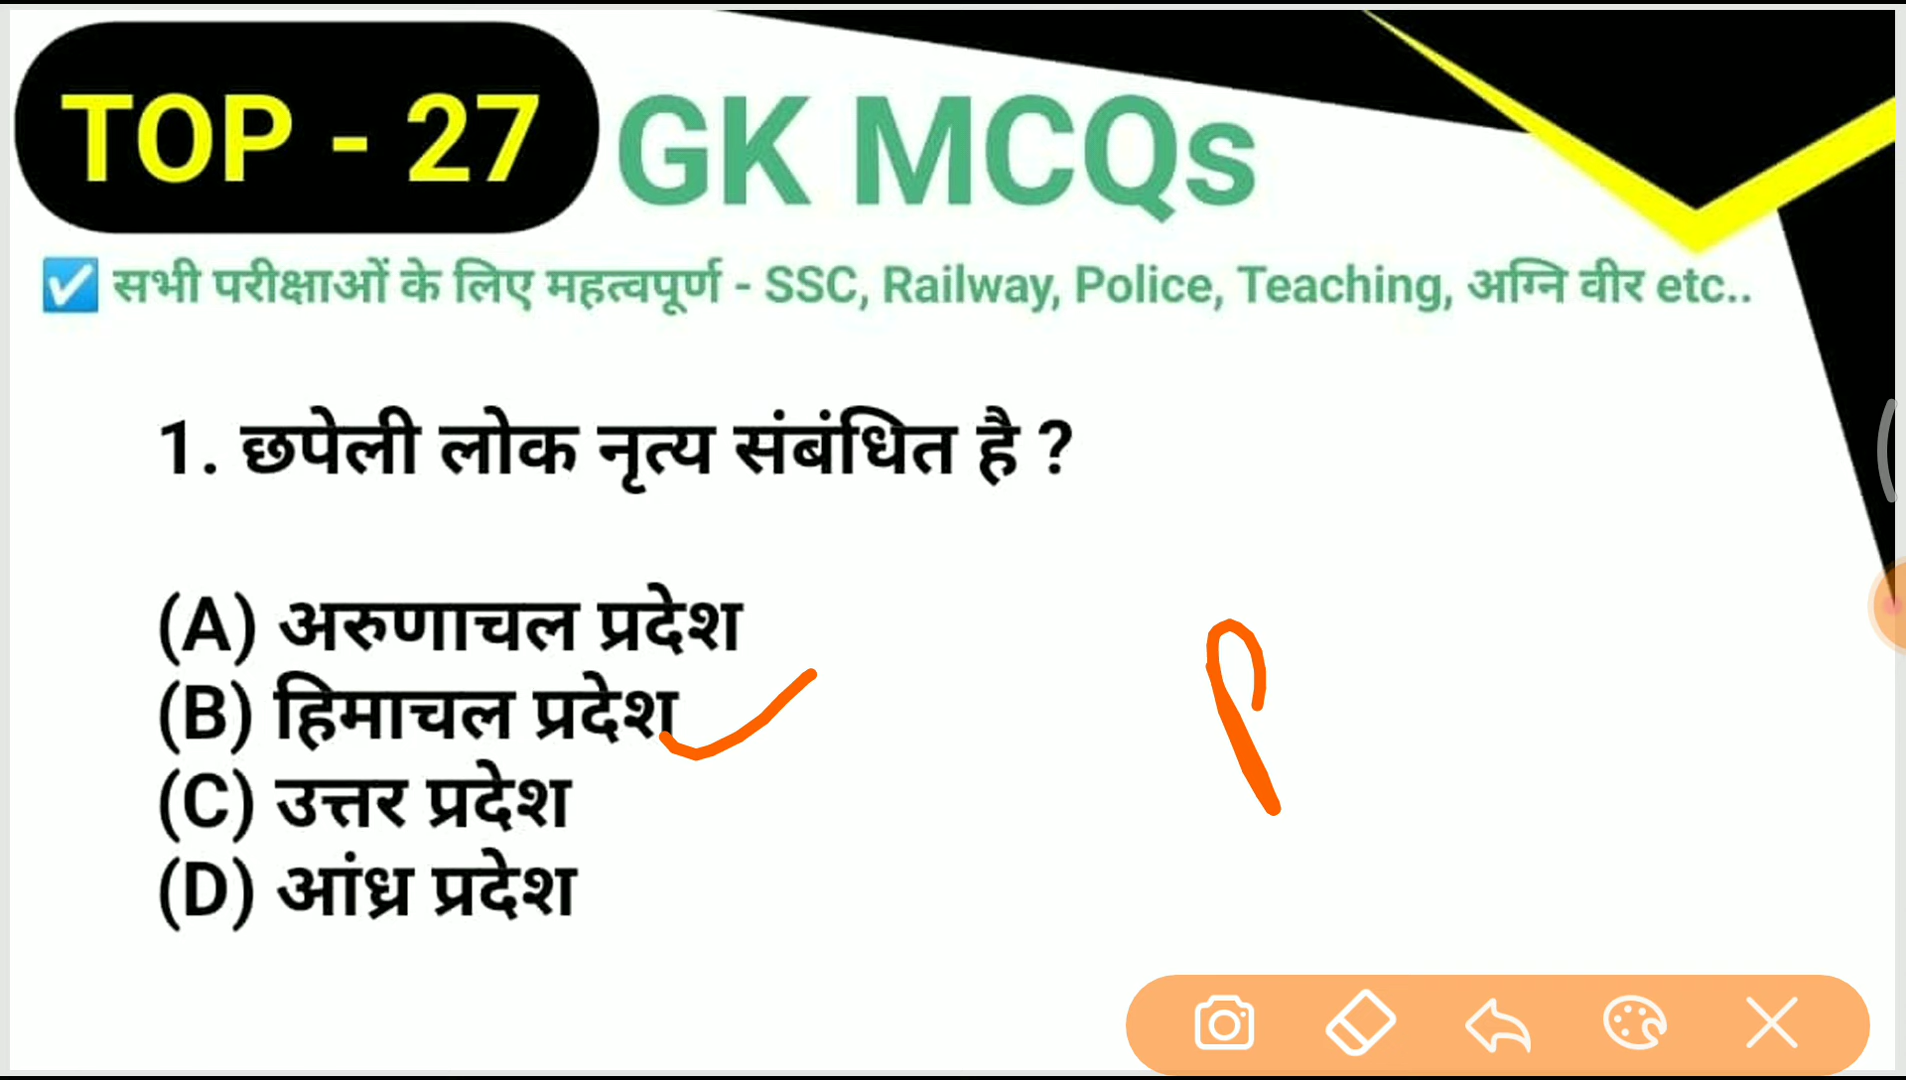 TOP - 27 GK MCQs
✅ सभी परीक्षाओं के लिए महत्वपूर्ण - SSC, Railway, Police, Teaching, अग्नि वीर etc..
1. छपेली लोक नृत्य संबंधित है ?
(A) अरुणाचल प्रदेश
(B) हिमाचल प्रदेश
(C) उत्तर प्रदेश
(D) आंध्र प्रदेश